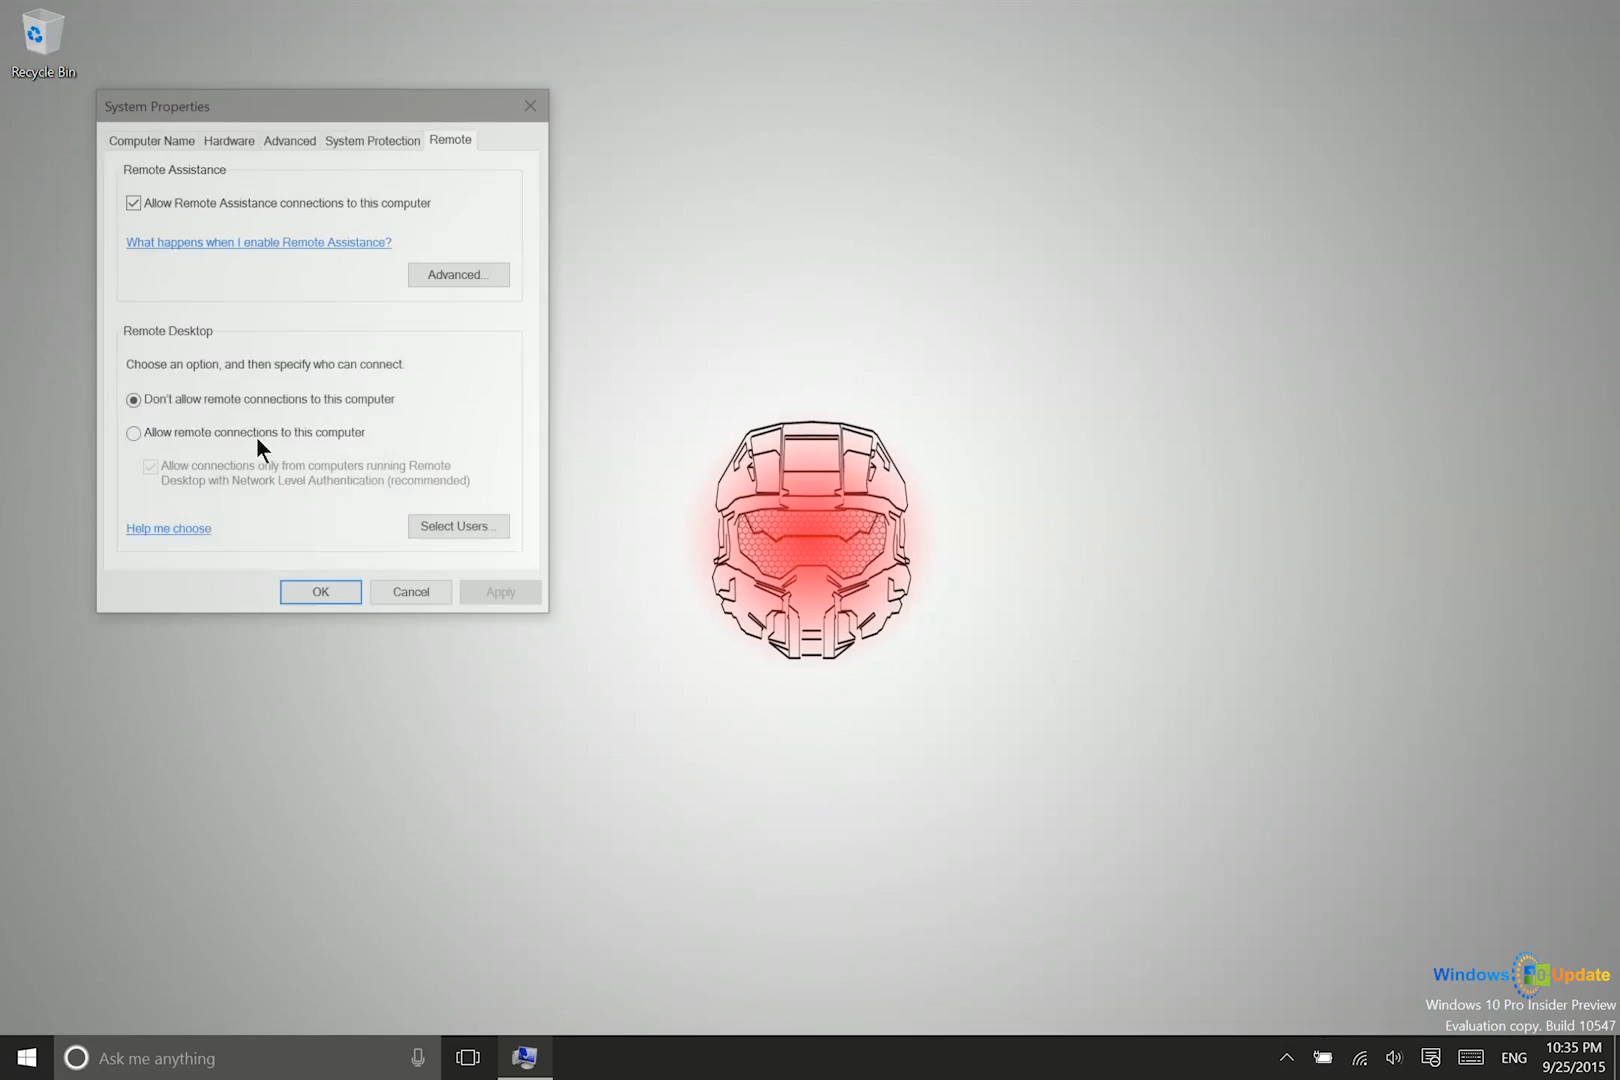 Recycle Bin
System Properties
Computer Name Hardware Advanced System Protection Remote
Remote Assistance
Allow Remote Assistance connections to this computer
What happens when I enable Remote Assistance?
Advanced...
Remote Desktop
Choose an option, and then specify who can connect.
Don't allow remote connections to this computer
Allow remote connections to this computer
Allow connections only from computers running Remote
Desktop with Network Level Authentication (recommended)
Help me choose
Select Users...
OK Cancel Apply
Windows 10 Update
Windows 10 Pro Insider Preview
Evaluation copy. Build 10547
Ask me anything
ENG
10:35 PM
9/25/2015